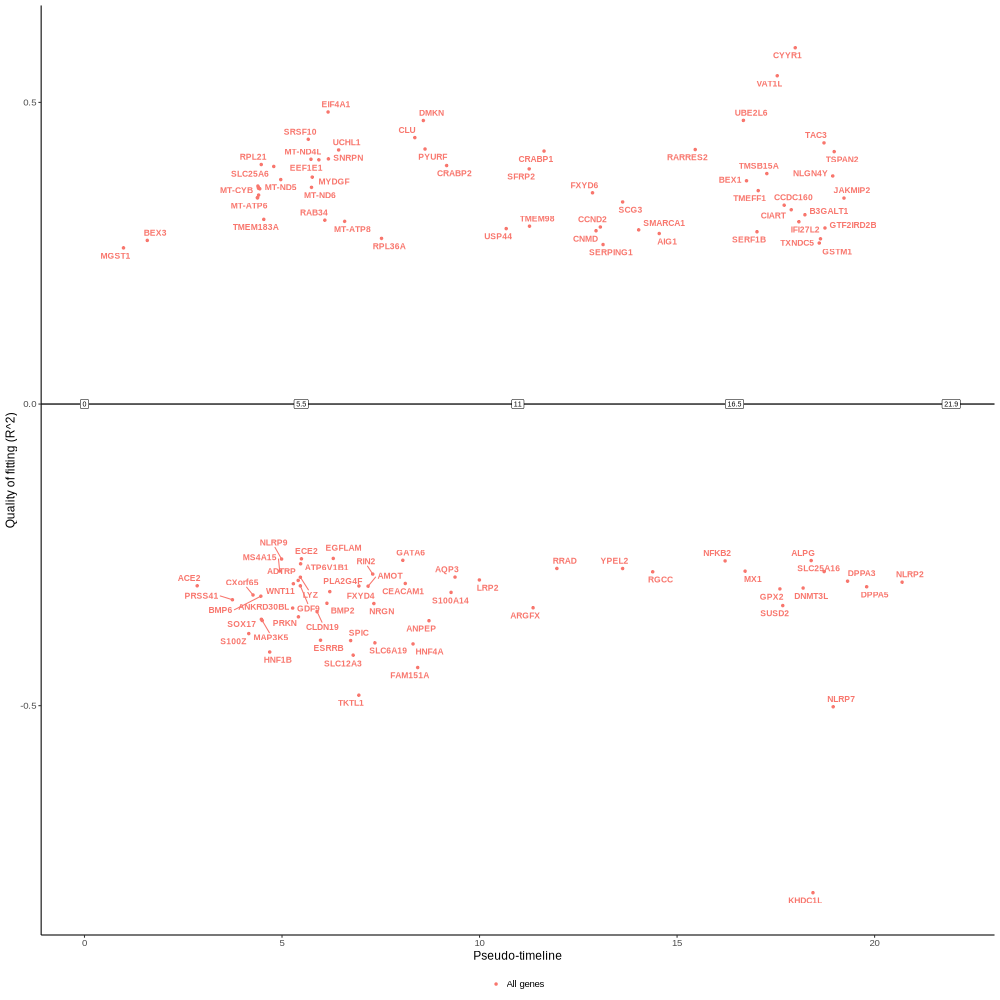 CYYR1
VAT1L
0.5
EIF4A1
DMKN
UBE2L6
SRSF10
CLU
TAC3
UCHL1
MT-ND4L
RPL21
SNRPN
PYURF
CRABP1
RARRES2
TSPAN2
EEF1E1
SLC25A6
CRABP2
SFRP2
TMSB15A
NLGN4Y
MT-CYB
MT-ND5
MYDGF
FXYD6
BEX1
JAKMIP2
MT-ND6
TMEFF1
CCDC160
MT-ATP6
RAB34
SCG3
CIART
B3GALT1
TMEM183A
MT-ATP8
TMEM98
CCND2
SMARCA1
IFI27L2
GTF2IRD2B
BEX3
RPL36A
USP44
CNMD
AIG1
SERF1B
TXNDC5
MGST1
SERPING1
GSTM1
0.0
0
5.5
11
16.5
21.9
Quality of fitting (R^2)
NLRP9
MS4A15
ECE2
EGFLAM
GATA6
RRAD
YPEL2
NFKB2
ALPG
RIN2
ADTRP
ATP6V1B1
AQP3
SLC25A16
ACE2
CXorf65
PLA2G4F
AMOT
RGCC
MX1
DPPA3
NLRP2
PRSS41
WNT11
LYZ
FXYD4
CEACAM1
LRP2
GPX2
DNMT3L
DPPA5
BMP6
ANKRD30BL
GDF9
BMP2
NRGN
S100A14
ARGFX
SUSD2
SOX17
PRKN
CLDN19
ANPEP
S100Z
MAP3K5
SPIC
ESRRB
SLC6A19
HNF4A
HNF1B
SLC12A3
FAM151A
TKTL1
NLRP7
-0.5
KHDC1L
0
5
10
15
20
Pseudo-timeline
All genes